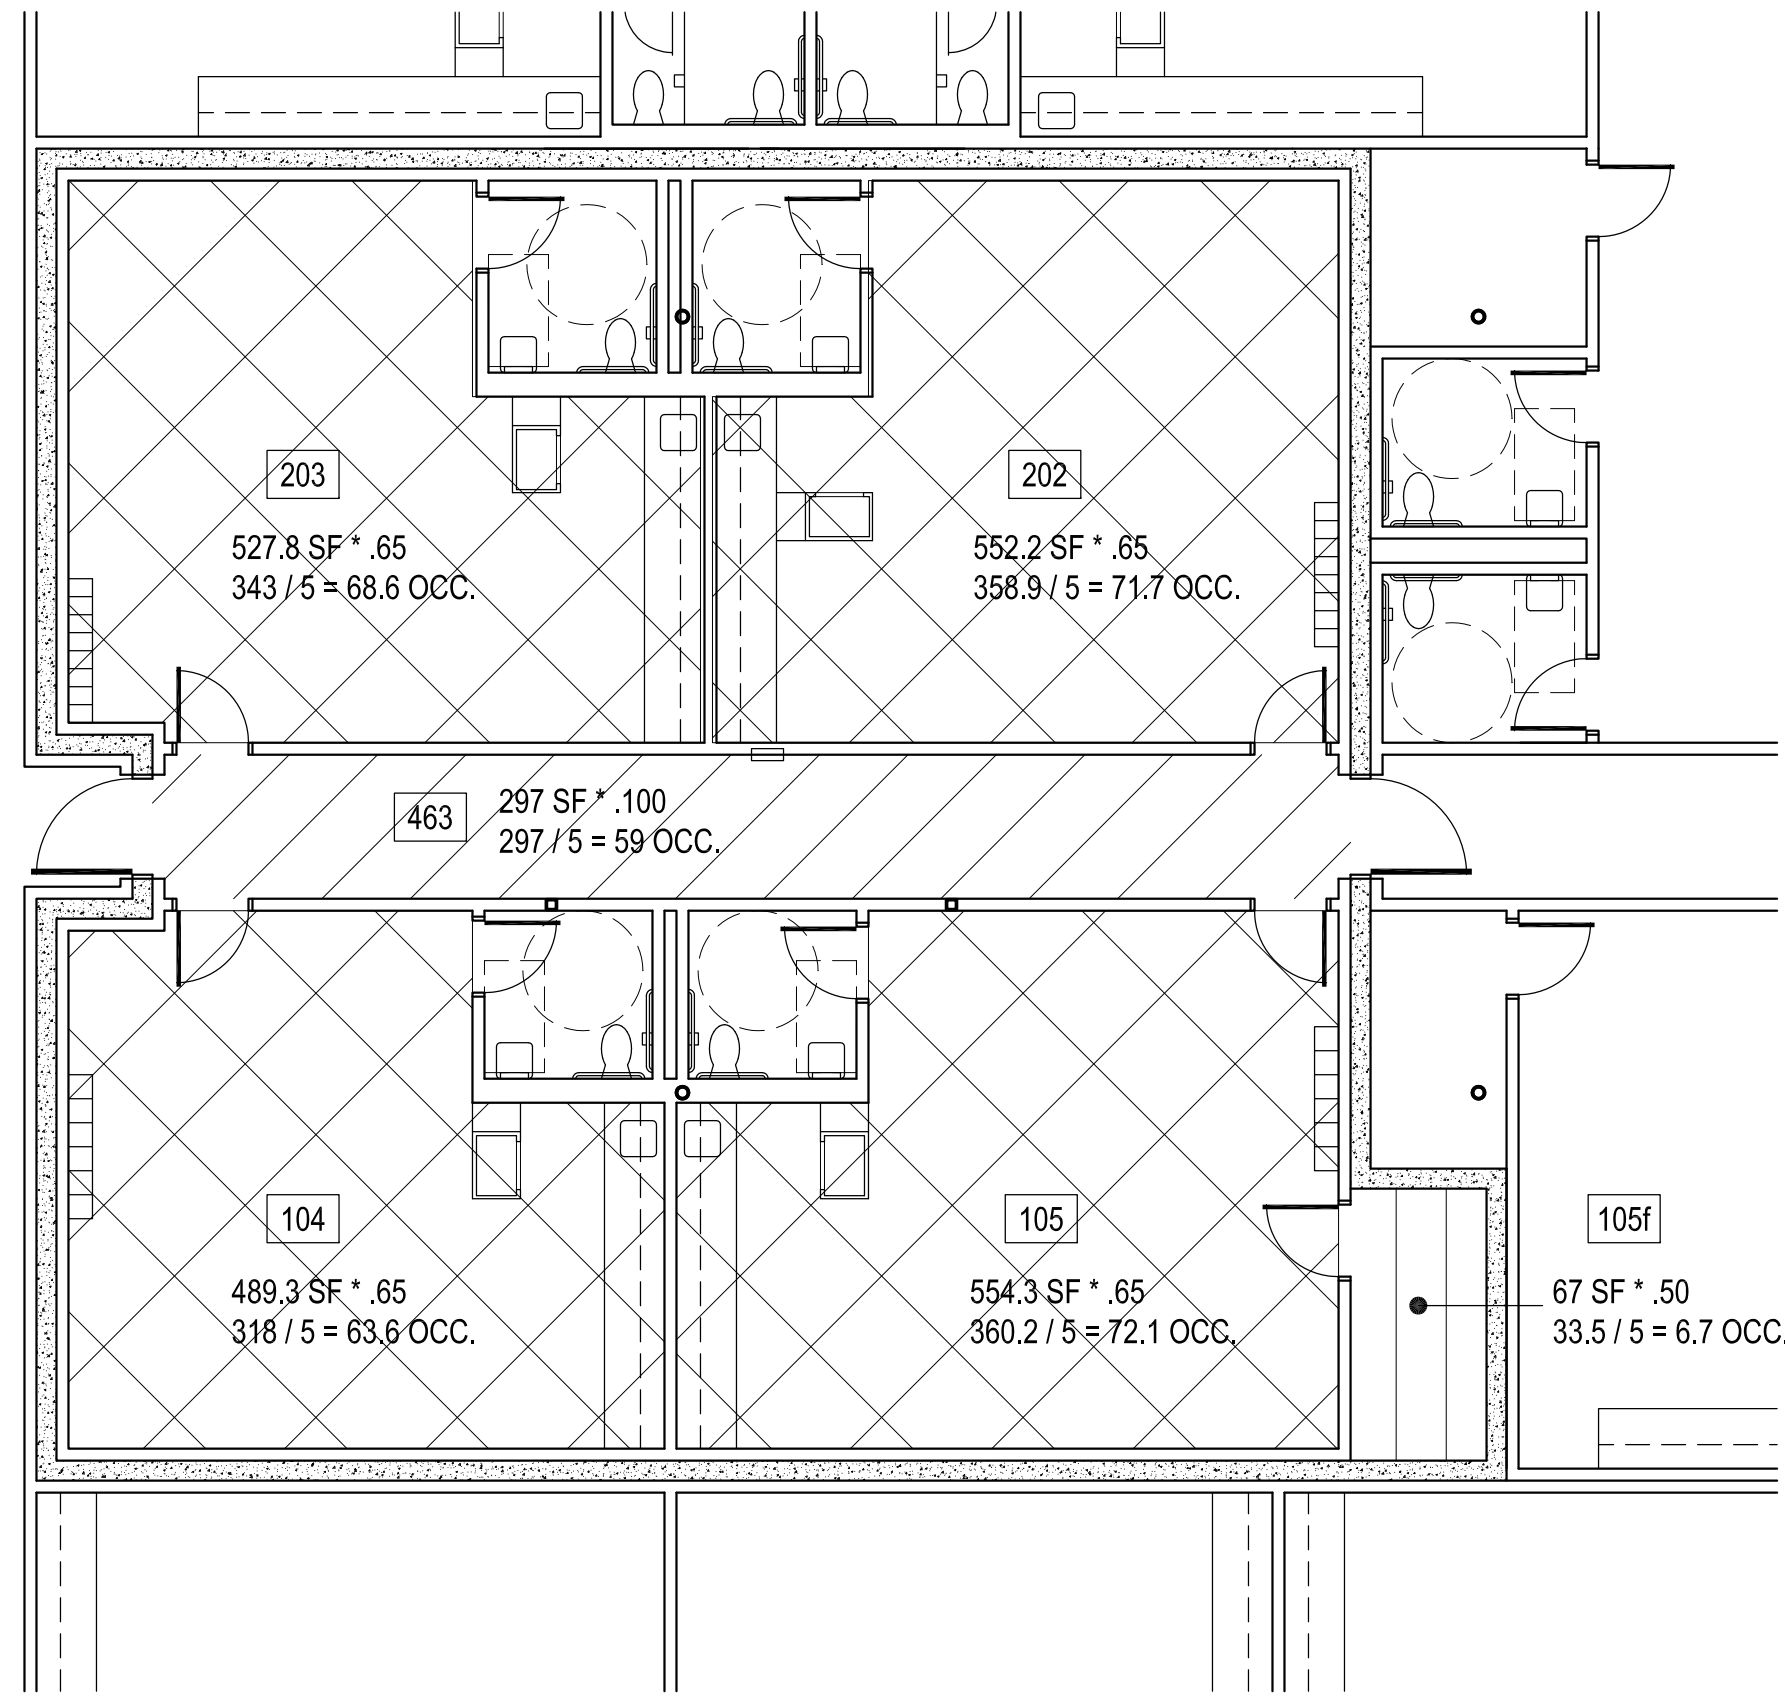 203
527.8 SF * .65
343 / 5 = 68.6 OCC.
202
552.2 SF * .65
358.9 / 5 = 71.7 OCC.
463
297 SF * .100
297 / 5 = 59 OCC.
104
489.3 SF * .65
318 / 5 = 63.6 OCC.
105
554.3 SF * .65
360.2 / 5 = 72.1 OCC.
105f
67 SF * .50
33.5 / 5 = 6.7 OCC.